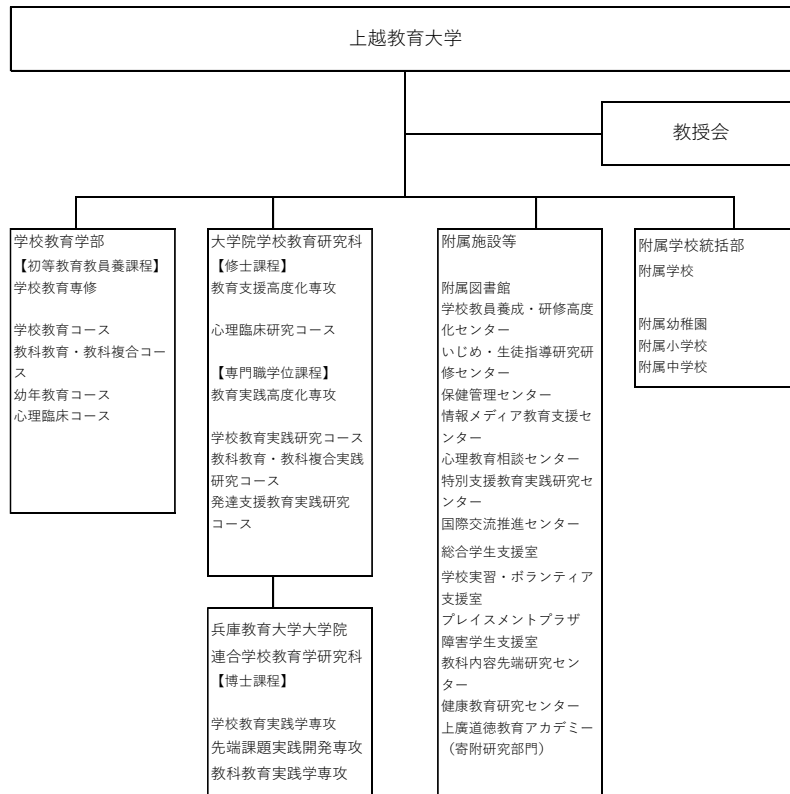 上越教育大学
教授会
学校教育学部
【初等教育教員養課程】
学校教育専修
学校教育コース
教科教育・教科複合コー
ス
幼年教育コース
心理臨床コース
大学院学校教育研究科
【修士課程】
教育支援高度化専攻
心理臨床研究コース
【専門職学位課程】
教育実践高度化専攻
学校教育実践研究コース
教科教育・教科複合実践
研究コース
発達支援教育実践研究
コース
兵庫教育大学大学院
連合学校教育学研究科
【博士課程】
学校教育実践学専攻
先端課題実践開発専攻
教科教育実践学専攻
附属施設等
附属図書館
学校教員養成・研修高度
化センター
いじめ・生徒指導研究研
修センター
保健管理センター
情報メディア教育支援セ
ンター
心理教育相談センター
特別支援教育実践研究セ
ンター
国際交流推進センター
総合学生支援室
学校実習・ボランティア
支援室
プレイスメントプラザ
障害学生支援室
教科内容先端研究セン
ター
健康教育研究センター
上廣道徳教育アカデミー
（寄附研究部門）
附属学校統括部
附属学校
附属幼稚園
附属小学校
附属中学校